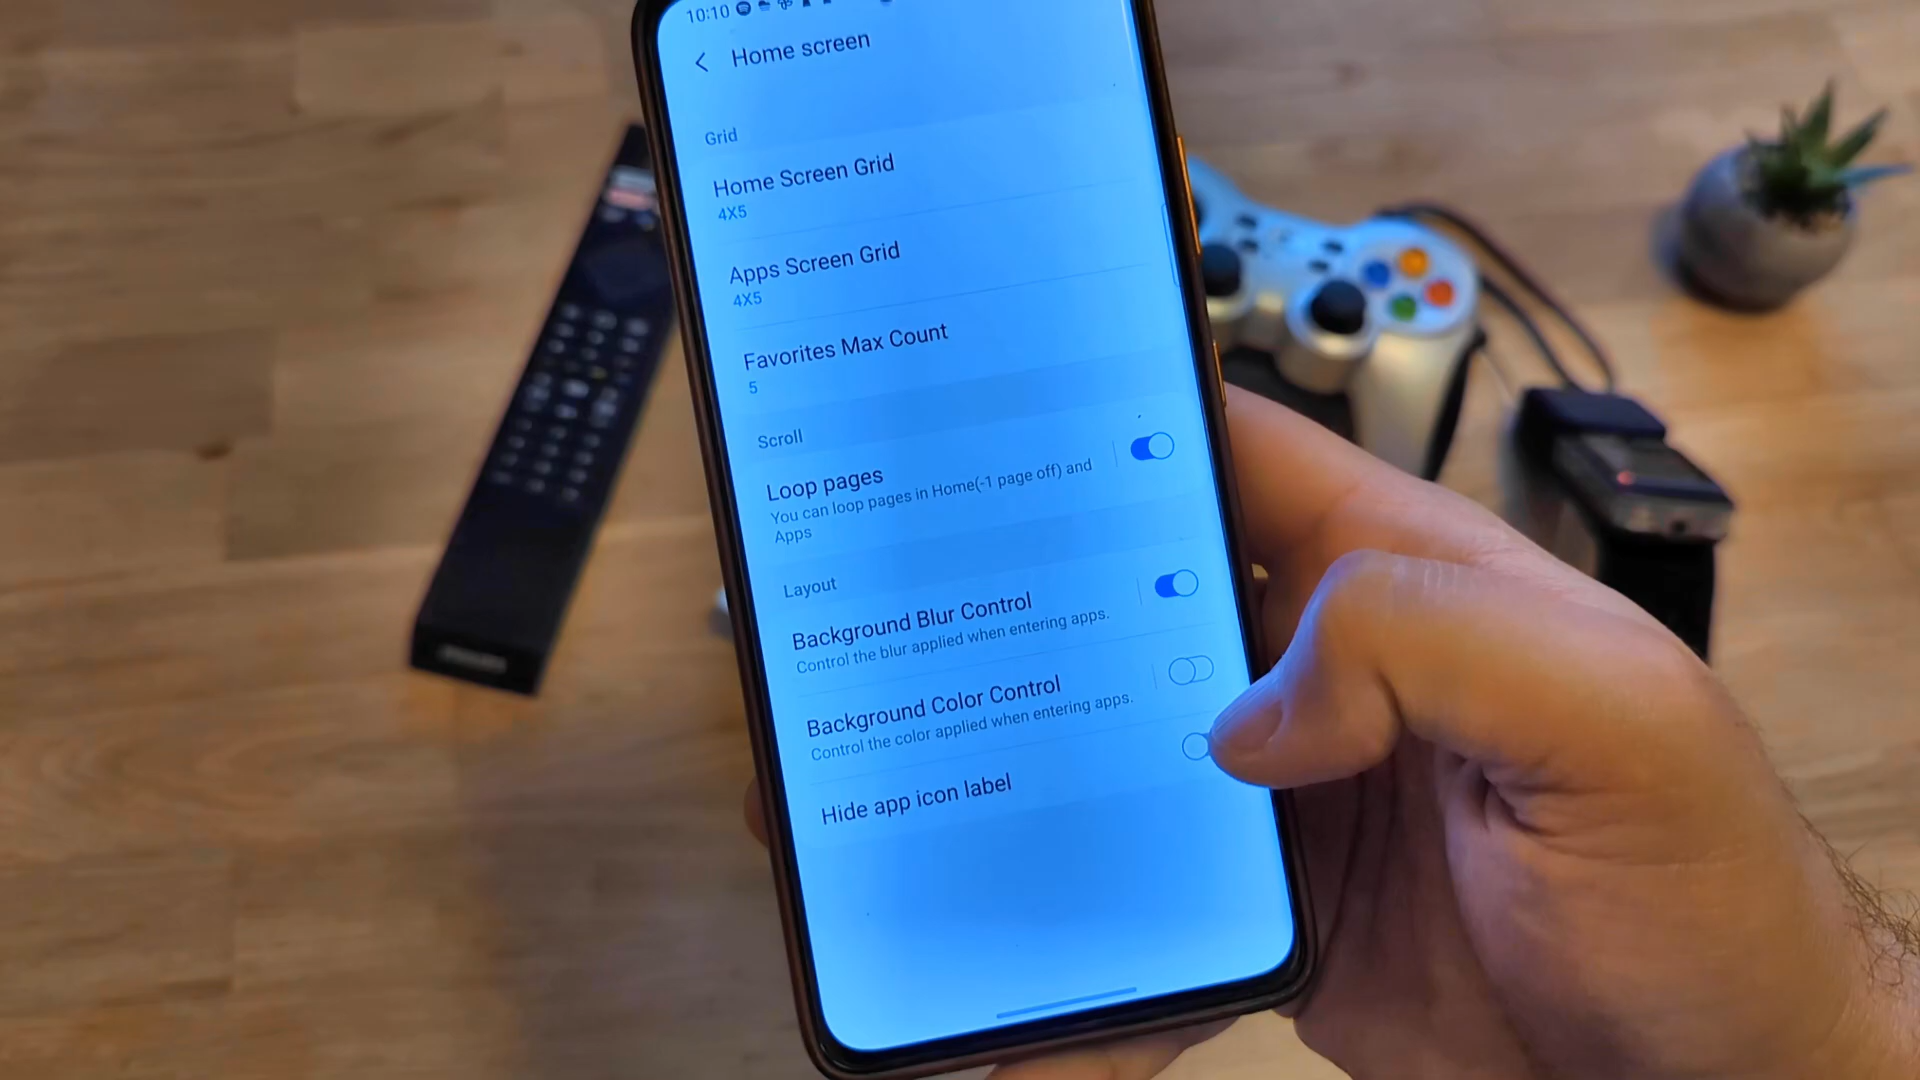 10:10
Home screen
Grid
Home Screen Grid
4X5
Apps Screen Grid
4X5
Favorites Max Count
5
Scroll
Loop pages
You can loop pages in Home(-1 page off) and
Apps
Layout
Background Blur Control
Control the blur applied when entering apps.
Background Color Control
Control the color applied when entering apps.
Hide app icon label